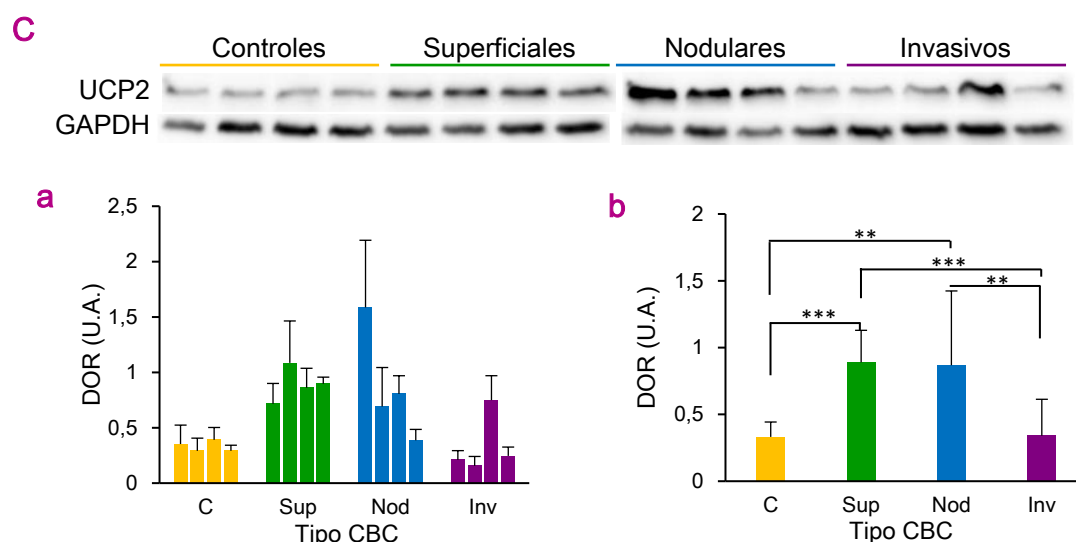 C
Controles Superficiales Nodulares Invasivos
UCP2
GAPDH
a
DOR (U.A.)
2,5
2
1,5
1
0,5
0
C Sup Nod Inv
Tipo CBC
b
DOR (U.A.)
2
1,5
1
0,5
0
**
***
**
***
C Sup Nod Inv
Tipo CBC